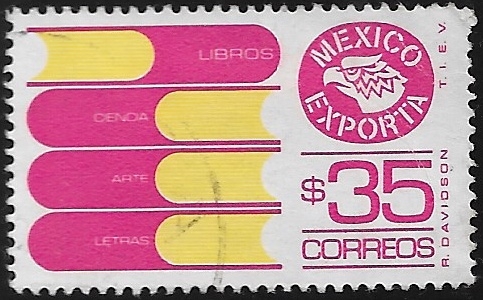 LIBROS
CIENCIA
ARTE
LETRAS
MEXICO
EXPORTA
$35
CORREOS
T.I.E.V.
R. DAVIDSON